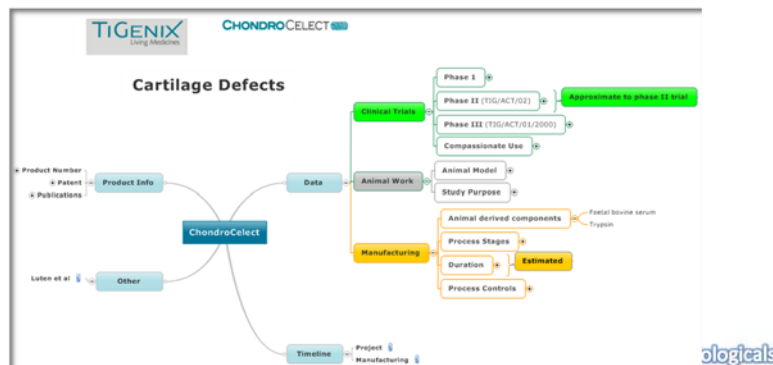 TiGENIX
Living Medicines
CHONDROCELECT
Cartilage Defects
Phase 1
Phase II (TIG/ACT/02)
Approximate to phase II trial
Clinical Trials
Phase III (TIG/ACT/01/2000)
Compassionate Use
Product Number
Patent
Publications
Product Info
Data
Animal Work
Animal Model
Study Purpose
ChondroCelect
Animal derived components
Foetal bovine serum
Trypsin
Process Stages
Manufacturing
Duration
Estimated
Process Controls
Luten et al
Other
Timeline
Project
Manufacturing
ologicals